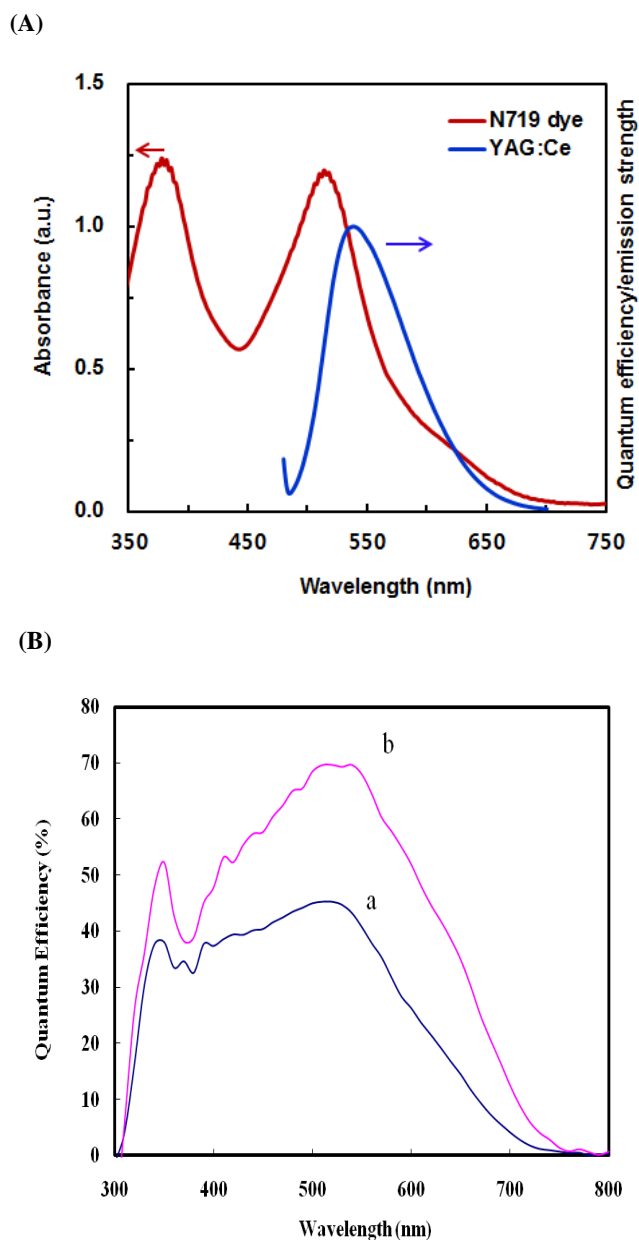 (A)
1.5
1.0
0.5
0.0
Absorbance (a.u.)
N719 dye
YAG:Ce
Quantum efficiency/emission strength
350 450 550 650 750
Wavelength (nm)
(B)
80
70
60
50
40
30
20
10
0
Quantum Efficiency (%)
b
a
300 400 500 600 700 800
Wavelength (nm)